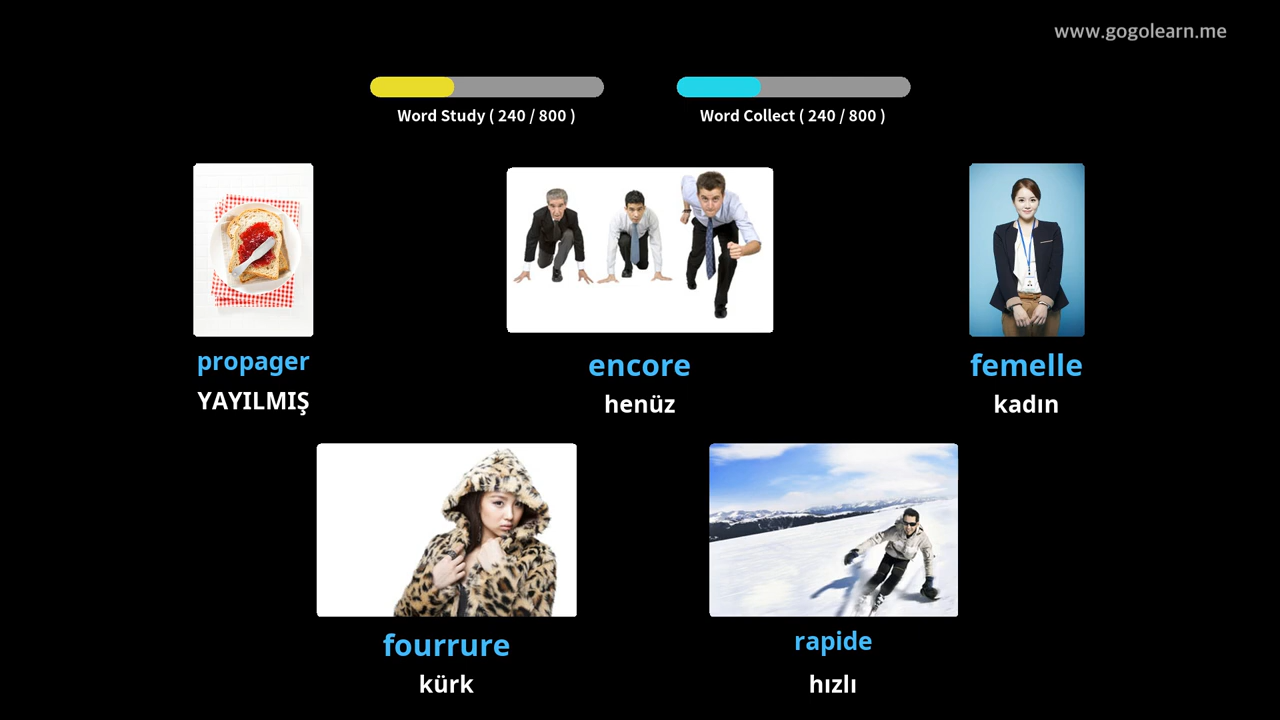 www.gogolearn.me
Word Study ( 240 / 800 )
Word Collect ( 240 / 800 )
propager
YAYILMIŞ
encore
henüz
femelle
kadın
fourrure
kürk
rapide
hızlı